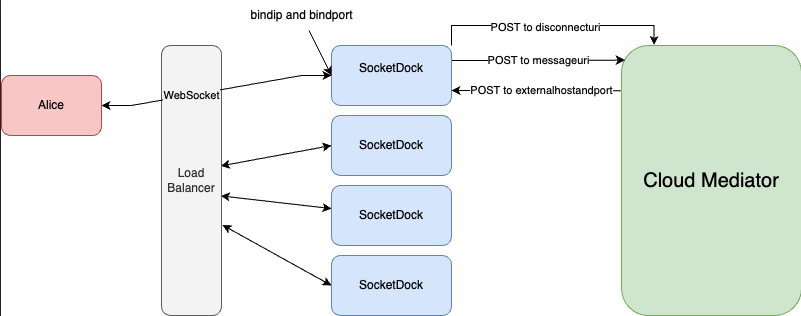 bindip and bindport
POST to disconnecturi
SocketDock
POST to messageuri
WebSocket
POST to externalhostandport
Alice
SocketDock
Load
Balancer
Cloud Mediator
SocketDock
SocketDock